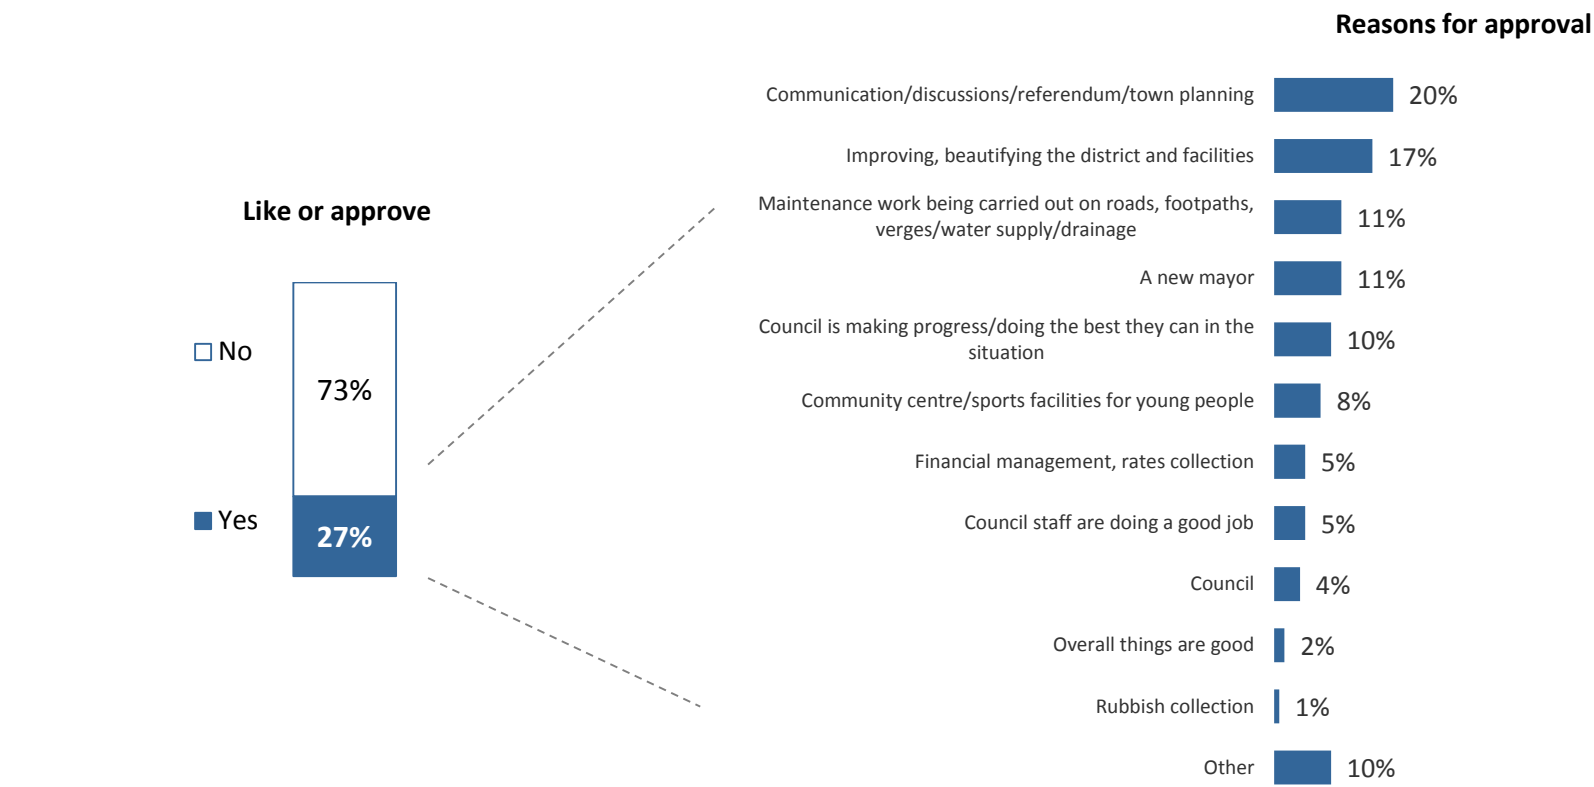 Reasons for approval
Like or approve
No
73%
Yes
27%
Communication/discussions/referendum/town planning
20%
Improving, beautifying the district and facilities
17%
Maintenance work being carried out on roads, footpaths,
verges/water supply/drainage
11%
A new mayor
11%
Council is making progress/doing the best they can in the
situation
10%
Community centre/sports facilities for young people
8%
Financial management, rates collection
5%
Council staff are doing a good job
5%
Council
4%
Overall things are good
2%
Rubbish collection
1%
Other
10%